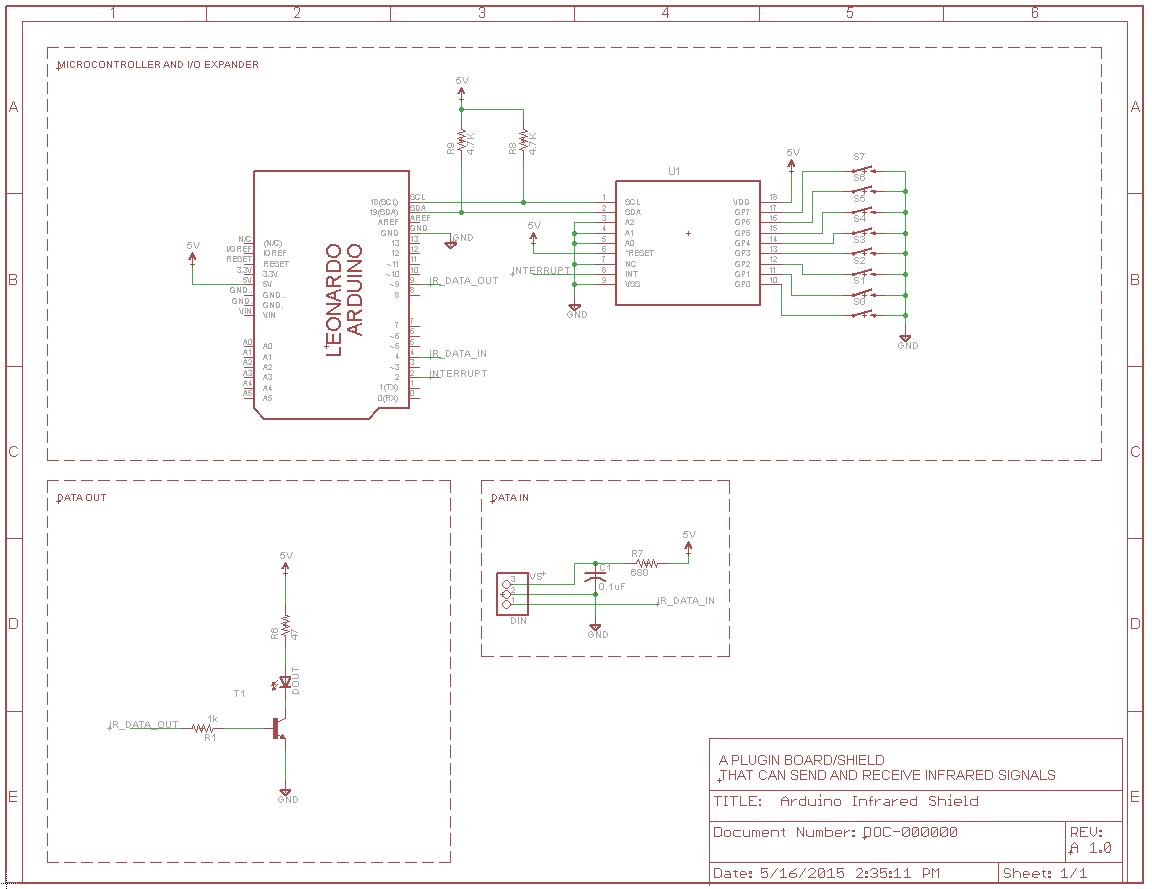 1 2 3 4 5 6
A A
B B
C C
D D
E E
MICROCONTROLLER AND I/O EXPANDER
5V
R9
4.7K
R8
4.7K
LEONARDO
ARDUINO
5V
N/C
IOREF
RESET
3.3V
5V
GND..
GND.
VIN
A0
A1
A2
A3
A4
A5
(N/C)
IOREF
RESET
3.3V
5V
GND..
GND.
VIN
A0
A1
A2
A3
A4
A5
18(SCL)
19(SDA)
AREF
GND
13
12
~11
~10
~9
8
7
~6
~5
4
~3
2
1(TX)
0(RX)
SCL
SDA
AREF
GND
13
12
11
10
9
8
7
6
5
4
3
2
1
0
GND
IR_DATA_OUT
IR_DATA_IN
INTERRUPT
5V
INTERRUPT
GND
U1
1
2
3
4
5
6
7
8
9
SCL
SDA
A2
A1
A0
*RESET
NC
INT
VSS
VDD
GP7
GP6
GP5
GP4
GP3
GP2
GP1
GP0
18
17
16
15
14
13
12
11
10
5V
S7
S6
S5
S4
S3
S2
S1
S0
GND
DATA OUT
5V
R6
47
DOUT
T1
IR_DATA_OUT
1k
R1
GND
DATA IN
5V
R7
680
C1
0.1uF
VS
3
2
1
DIN
IR_DATA_IN
GND
A PLUGIN BOARD/SHIELD
THAT CAN SEND AND RECEIVE INFRARED SIGNALS
TITLE: Arduino Infrared Shield
Document Number: DOC-000000
REV:
A 1.0
Date: 5/16/2015 2:35:11 PM
Sheet: 1/1